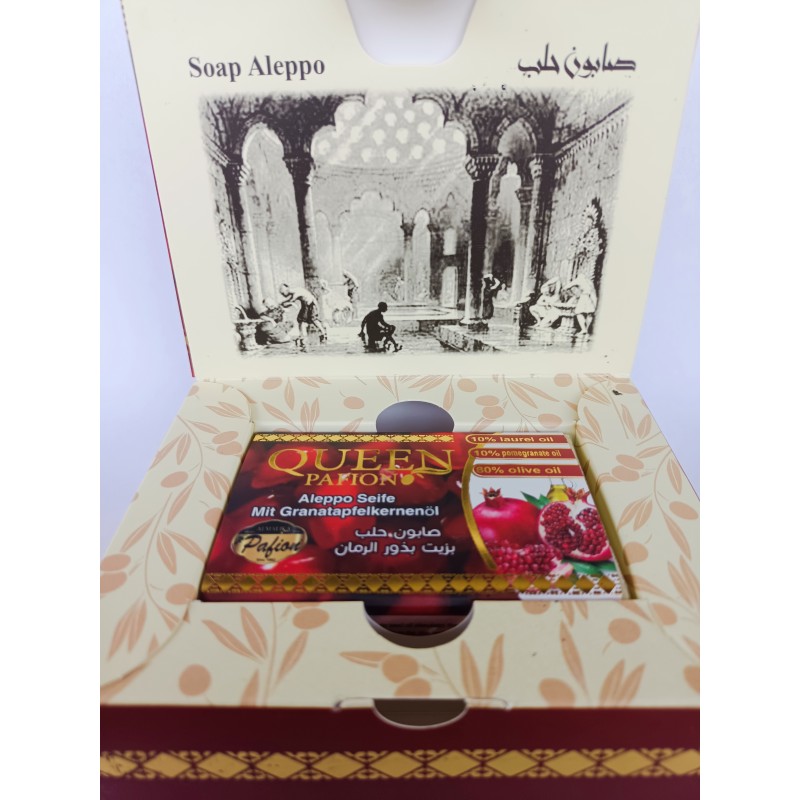 Soap Aleppo
صابون حلب
QUEEN
PAFION
10% laurel oil
10% pomegranate oil
80% olive oil
Aleppo Seife
Mit Granatapfelkernenöl
صابون حلب
بزيت بذور الرمان
Pafion